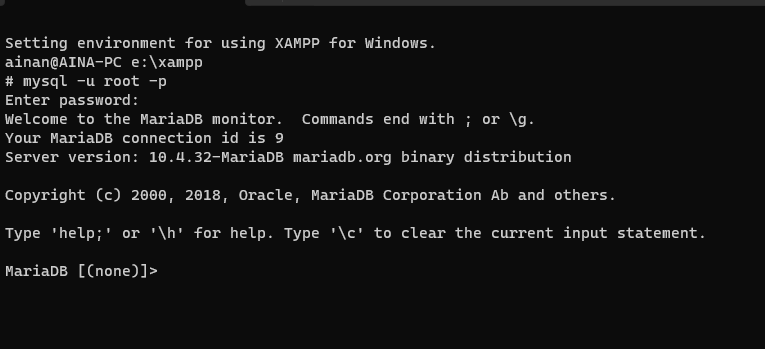 Setting environment for using XAMPP for Windows.
ainan@AINA-PC e:\xampp
# mysql -u root -p
Enter password:
Welcome to the MariaDB monitor.  Commands end with ; or \g.
Your MariaDB connection id is 9
Server version: 10.4.32-MariaDB mariadb.org binary distribution

Copyright (c) 2000, 2018, Oracle, MariaDB Corporation Ab and others.

Type 'help;' or '\h' for help. Type '\c' to clear the current input statement.

MariaDB [(none)]>